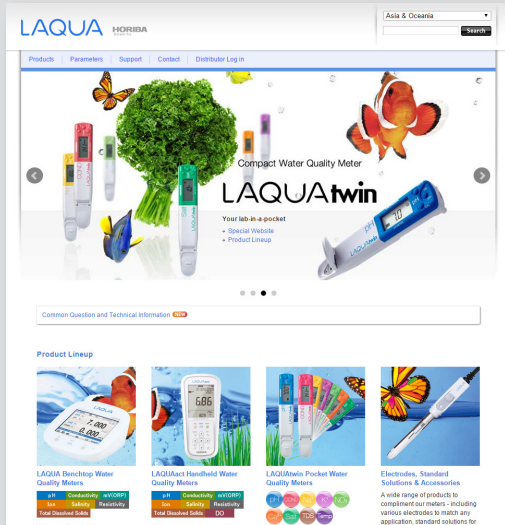 LAQUA HORIBA
Asia & Oceania
Search
Products Parameters Support Contact Distributor Log in
Compact Water Quality Meter
LAQUAtwin
Your lab-in-a-pocket
Special Website
Product Lineup
Common Question and Technical Information NEW
Product Lineup
LAQUA Benchtop Water
Quality Meters
pH Conductivity mV(ORP)
Ion Salinity Resistivity
Total Dissolved Solids
LAQUAact Handheld Water
Quality Meters
pH Conductivity mV(ORP)
Ion Salinity Resistivity
Total Dissolved Solids DO
LAQUAtwin Pocket Water
Quality Meters
Electrodes, Standard
Solutions & Accessories
A wide range of products to
compliment our meters - including
various electrodes to match any
application, standard solutions for